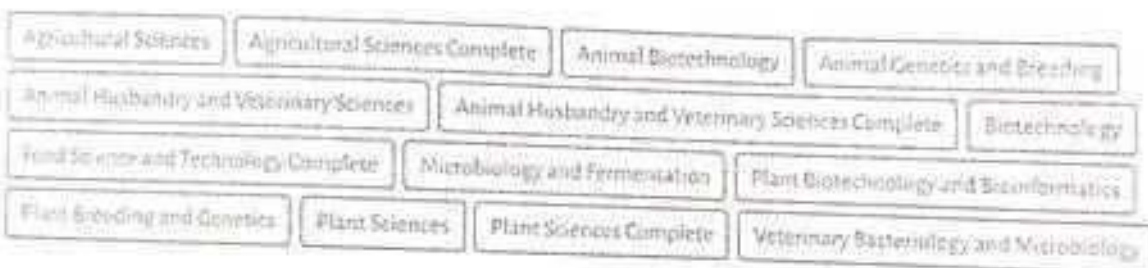 Agricultural Sciences Agricultural Sciences Complete Animal Biotechnology Animal Genetics and Breeding
Animal Husbandry and Veterinary Sciences Animal Husbandry and Veterinary Sciences Complete Biotechnology
Food Science and Technology Complete Microbiology and Fermentation Plant Biotechnology and Bioinformatics
Plant Breeding and Genetics Plant Sciences Plant Sciences Complete Veterinary Bacteriology and Microbiology